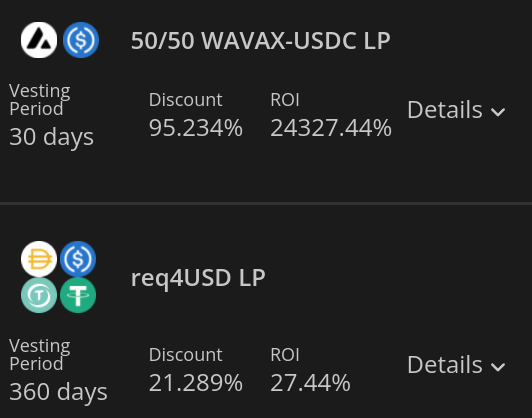 50/50 WAVAX-USDC LP
Vesting
Period
30 days
Discount
95.234%
ROI
24327.44%
Details
req4USD LP
Vesting
Period
360 days
Discount
21.289%
ROI
27.44%
Details